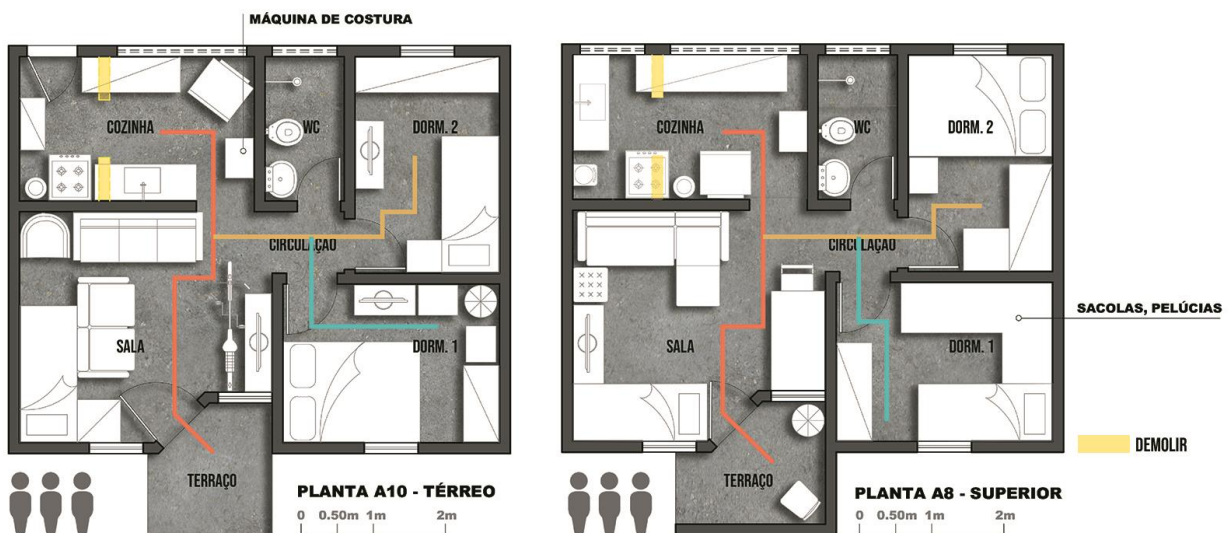 MÁQUINA DE COSTURA
COZINHA
WC
DORM. 2
CIRCULAÇÃO
SALA
DORM. 1
TERRAÇO
PLANTA A10 - TÉRREO
0 0.50m 1m 2m
COZINHA
WC
DORM. 2
CIRCULAÇÃO
SACOLAS, PELÚCIAS
SALA
DORM. 1
DEMOLIR
TERRAÇO
PLANTA A8 - SUPERIOR
0 0.50m 1m 2m